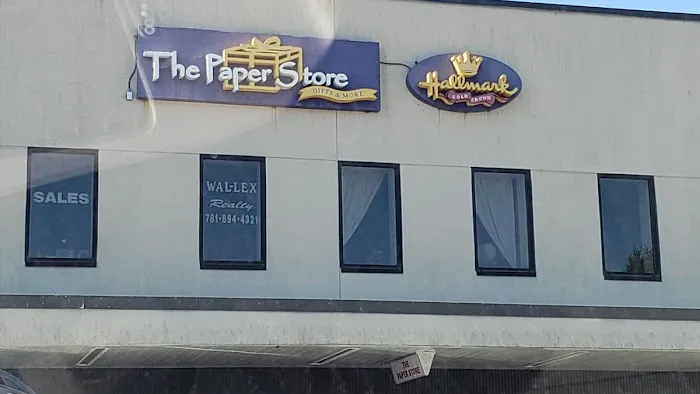 The Paper Store
GIFTS & MORE
Hallmark
GOLD CROWN
SALES
WAL-LEX
Realty
781-894-4321
THE
PAPER STORE